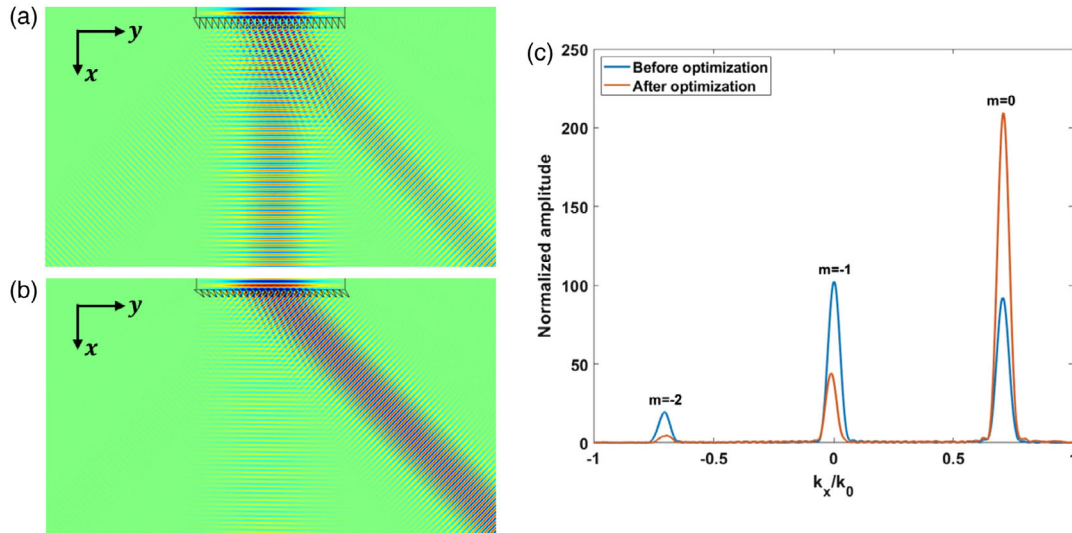 (a)
y
x
(b)
y
x
(c)
250
200
150
100
50
0
Normalized amplitude
Before optimization
After optimization
m=-2
m=-1
m=0
-1
-0.5
0
0.5
1
k_x/k_0